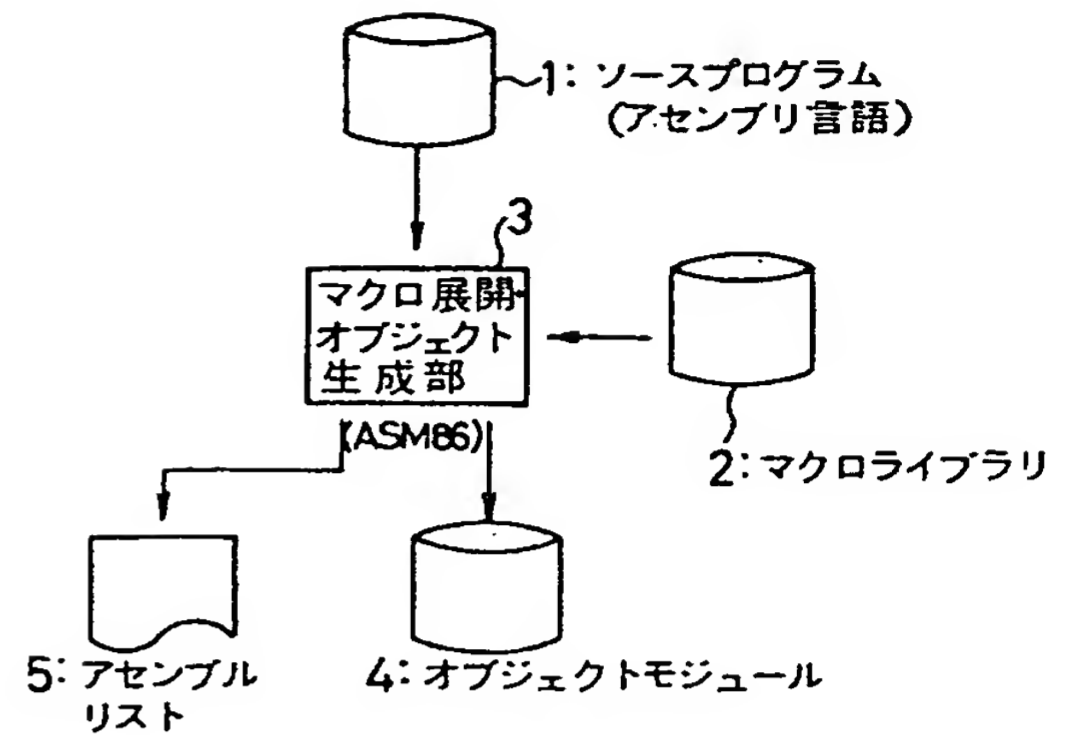 1: ソースプログラム
(アセンブリ言語)
3
マクロ展開
オブジェクト
生成部
(ASM86)
2:マクロライブラリ
5:アセンブル
リスト
4:オブジェクトモジュール